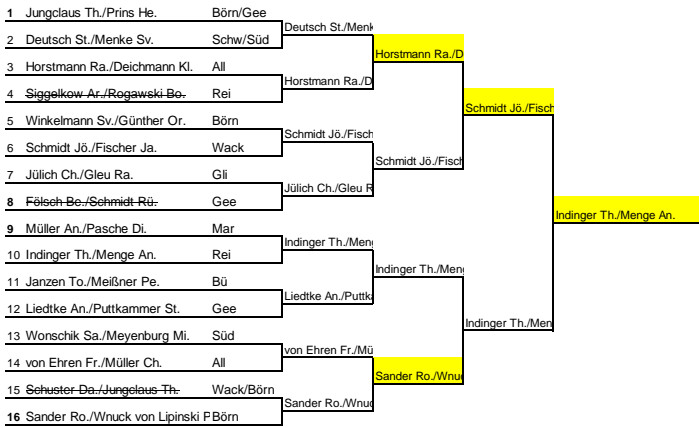 1 Jungclaus Th./Prins He. Börn/Gee
2 Deutsch St./Menke Sv. Schw/Süd
3 Horstmann Ra./Deichmann Kl. All
4 Siggelkow Ar./Rogawski Bo. Rei
5 Winkelmann Sv./Günther Or. Börn
6 Schmidt Jö./Fischer Ja. Wack
7 Jülich Ch./Gleu Ra. Gli
8 Fölsch Be./Schmidt Rü. Gee
9 Müller An./Pasche Di. Mar
10 Indinger Th./Menge An. Rei
11 Janzen To./Meißner Pe. Bü
12 Liedtke An./Puttkammer St. Gee
13 Wonschik Sa./Meyenburg Mi. Süd
14 von Ehren Fr./Müller Ch. All
15 Schuster Da./Jungclaus Th. Wack/Börn
16 Sander Ro./Wnuck von Lipinski P Börn
Deutsch St./Menk
Horstmann Ra./D
Schmidt Jö./Fisch
Jülich Ch./Gleu R
Indinger Th./Men
Liedtke An./Puttk
von Ehren Fr./Mü
Sander Ro./Wnuc
Horstmann Ra./D
Schmidt Jö./Fisch
Indinger Th./Men
Sander Ro./Wnuc
Schmidt Jö./Fisch
Indinger Th./Men
Indinger Th./Menge An.